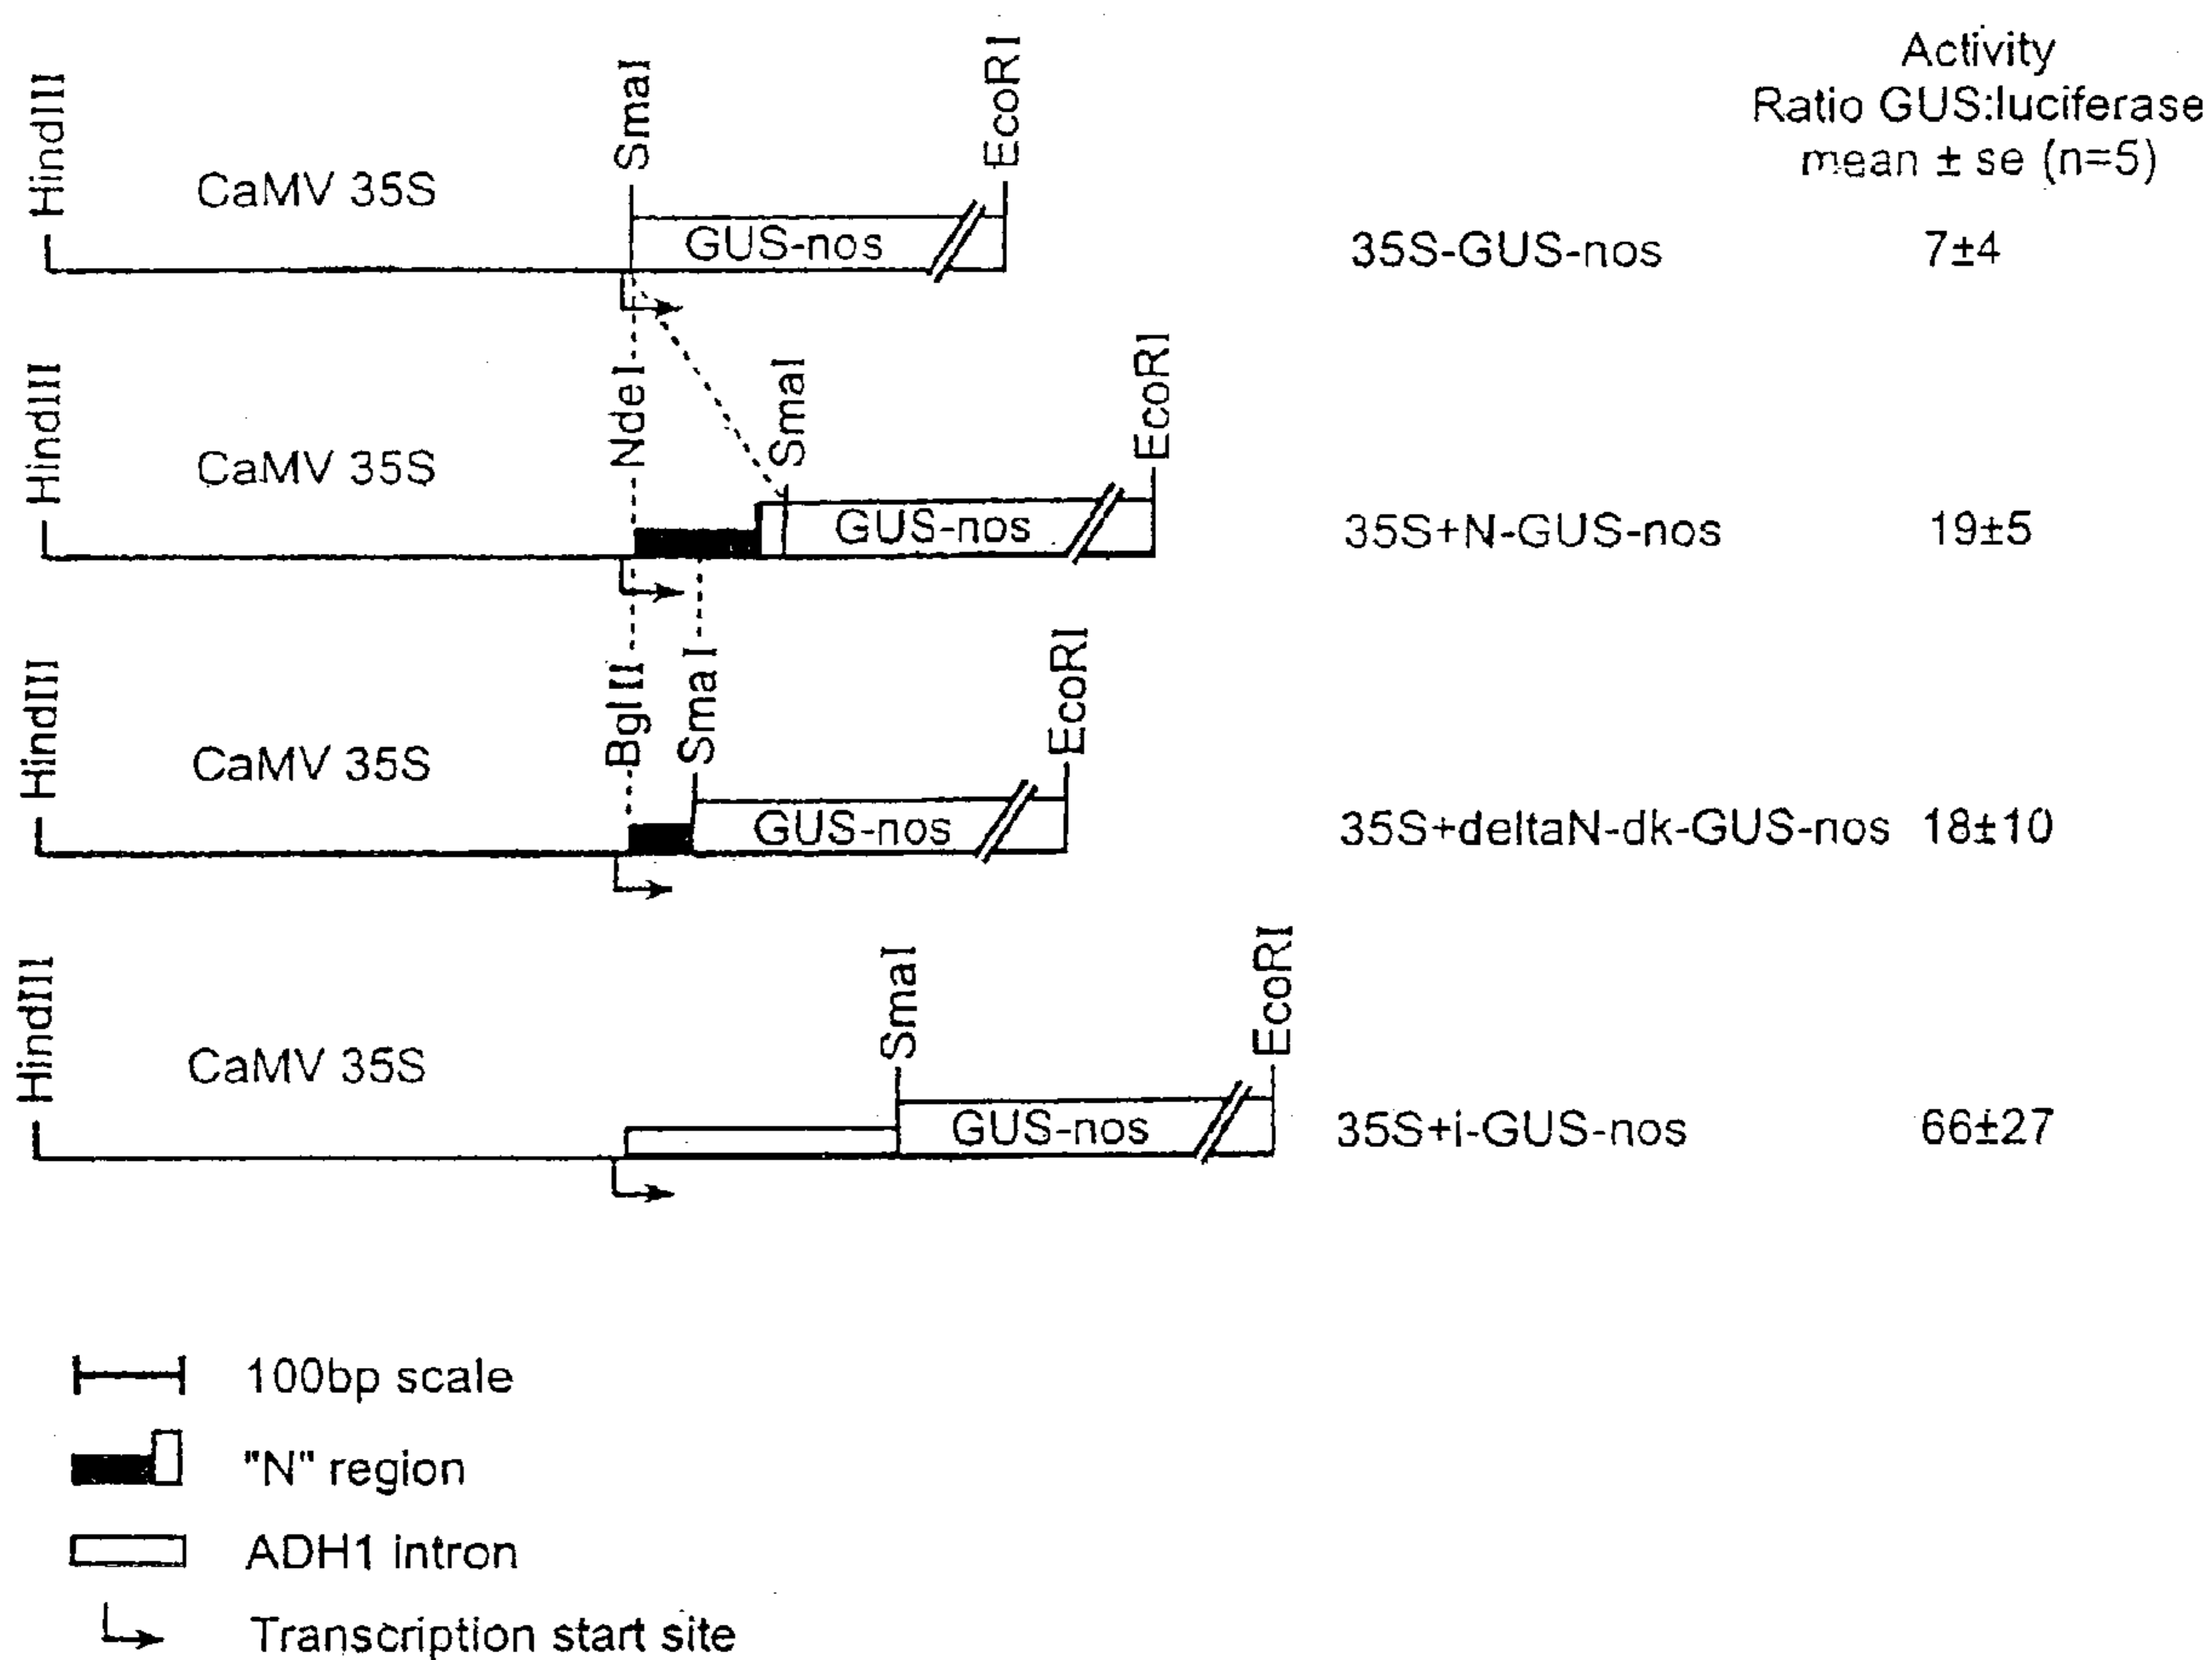 Activity
Ratio GUS:luciferase
mean ± se (n=5)
HindIII
CaMV 35S
SmaI
GUS-nos
EcoRI
35S-GUS-nos
7±4
HindIII
CaMV 35S
NdeI
SmaI
GUS-nos
EcoRI
35S+N-GUS-nos
19±5
HindIII
CaMV 35S
BglII
SmaI
GUS-nos
EcoRI
35S+deltaN-dk-GUS-nos
18±10
HindIII
CaMV 35S
SmaI
GUS-nos
EcoRI
35S+i-GUS-nos
66±27
100bp scale
"N" region
ADH1 intron
Transcription start site